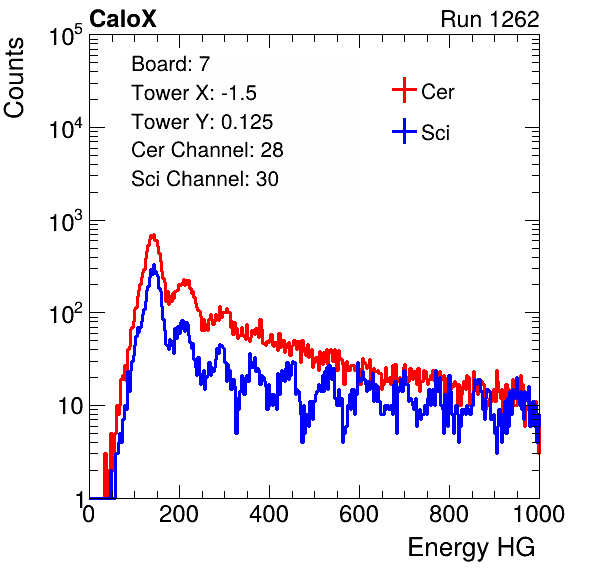 CaloX Run 1262
Counts
10^5
10^4
10^3
10^2
10
1
Board: 7
Tower X: -1.5
Tower Y: 0.125
Cer Channel: 28
Sci Channel: 30
Cer
Sci
0 200 400 600 800 1000
Energy HG